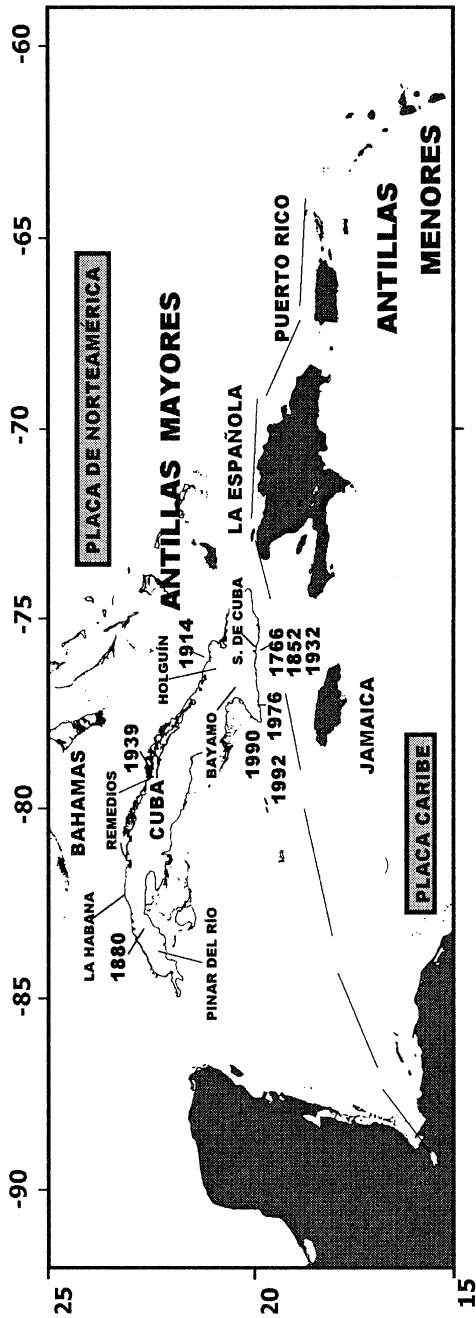 -90
-85
-80
-75
-70
-65
-60
25
20
15
PLACA DE NORTEAMÉRICA
BAHAMAS
LA HABANA
REMEDIOS
1939
1880
CUBA
HOLGUÍN
1914
ANTILLAS MAYORES
PINAR DEL RÍO
BAYAMO
S. DE CUBA
LA ESPAÑOLA
PUERTO RICO
1990
1992
1976
1766
1852
1932
JAMAICA
ANTILLAS
MENORES
PLACA CARIBE